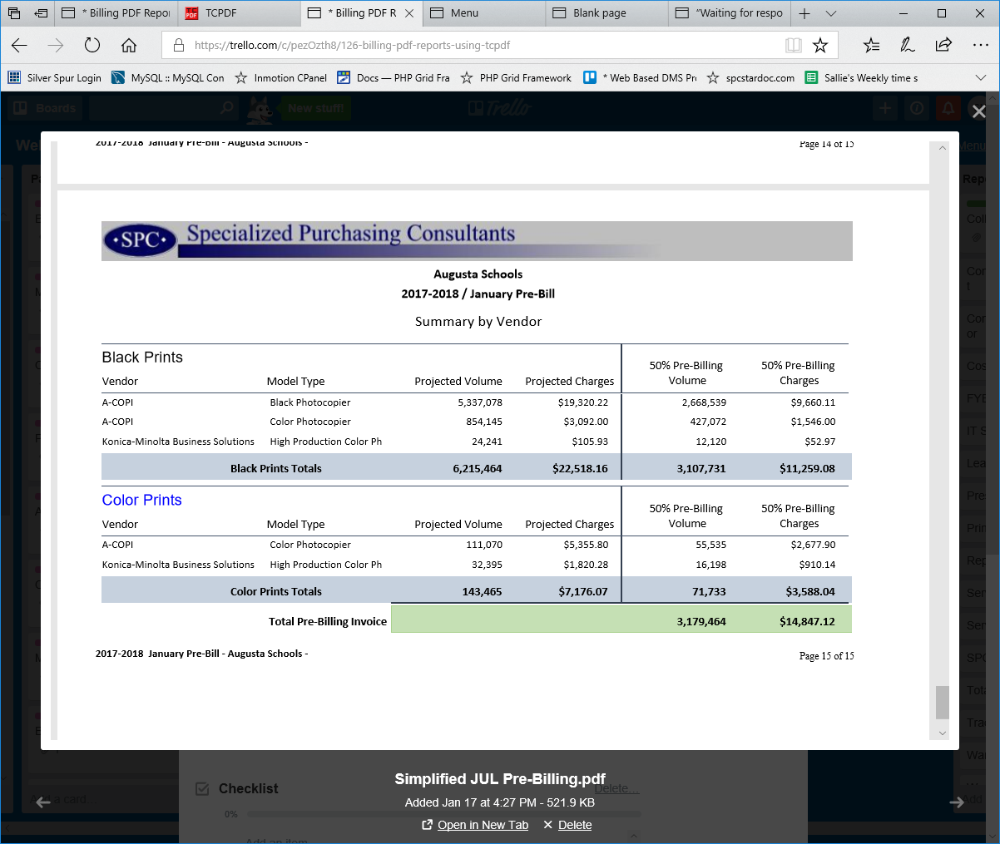 * Billing PDF Repor
TCPDF
* Billing PDF R
Menu
Blank page
"Waiting for respo
https://trello.com/c/pezOzth8/126-billing-pdf-reports-using-tcpdf
Silver Spur Login
MySQL :: MySQL Con
Inmotion CPanel
Docs — PHP Grid Fra
PHP Grid Framework
* Web Based DMS Pro
spcstardoc.com
Sallie's Weekly time s
Boards
New stuff!
Trello
Menu
2017-2018 January Pre-Bill - Augusta Schools -
Page 14 of 15
SPC
Specialized Purchasing Consultants
Augusta Schools
2017-2018 / January Pre-Bill
Summary by Vendor
Black Prints
Vendor Model Type Projected Volume Projected Charges 50% Pre-Billing Volume 50% Pre-Billing Charges
A-COPI Black Photocopier 5,337,078 $19,320.22 2,668,539 $9,660.11
A-COPI Color Photocopier 854,145 $3,092.00 427,072 $1,546.00
Konica-Minolta Business Solutions High Production Color Ph 24,241 $105.93 12,120 $52.97
Black Prints Totals 6,215,464 $22,518.16 3,107,731 $11,259.08
Color Prints
Vendor Model Type Projected Volume Projected Charges 50% Pre-Billing Volume 50% Pre-Billing Charges
A-COPI Color Photocopier 111,070 $5,355.80 55,535 $2,677.90
Konica-Minolta Business Solutions High Production Color Ph 32,395 $1,820.28 16,198 $910.14
Color Prints Totals 143,465 $7,176.07 71,733 $3,588.04
Total Pre-Billing Invoice 3,179,464 $14,847.12
2017-2018 January Pre-Bill - Augusta Schools -
Page 15 of 15
Checklist
Delete...
0%
Add an item
Add a card
Simplified JUL Pre-Billing.pdf
Added Jan 17 at 4:27 PM - 521.9 KB
Open in New Tab
Delete